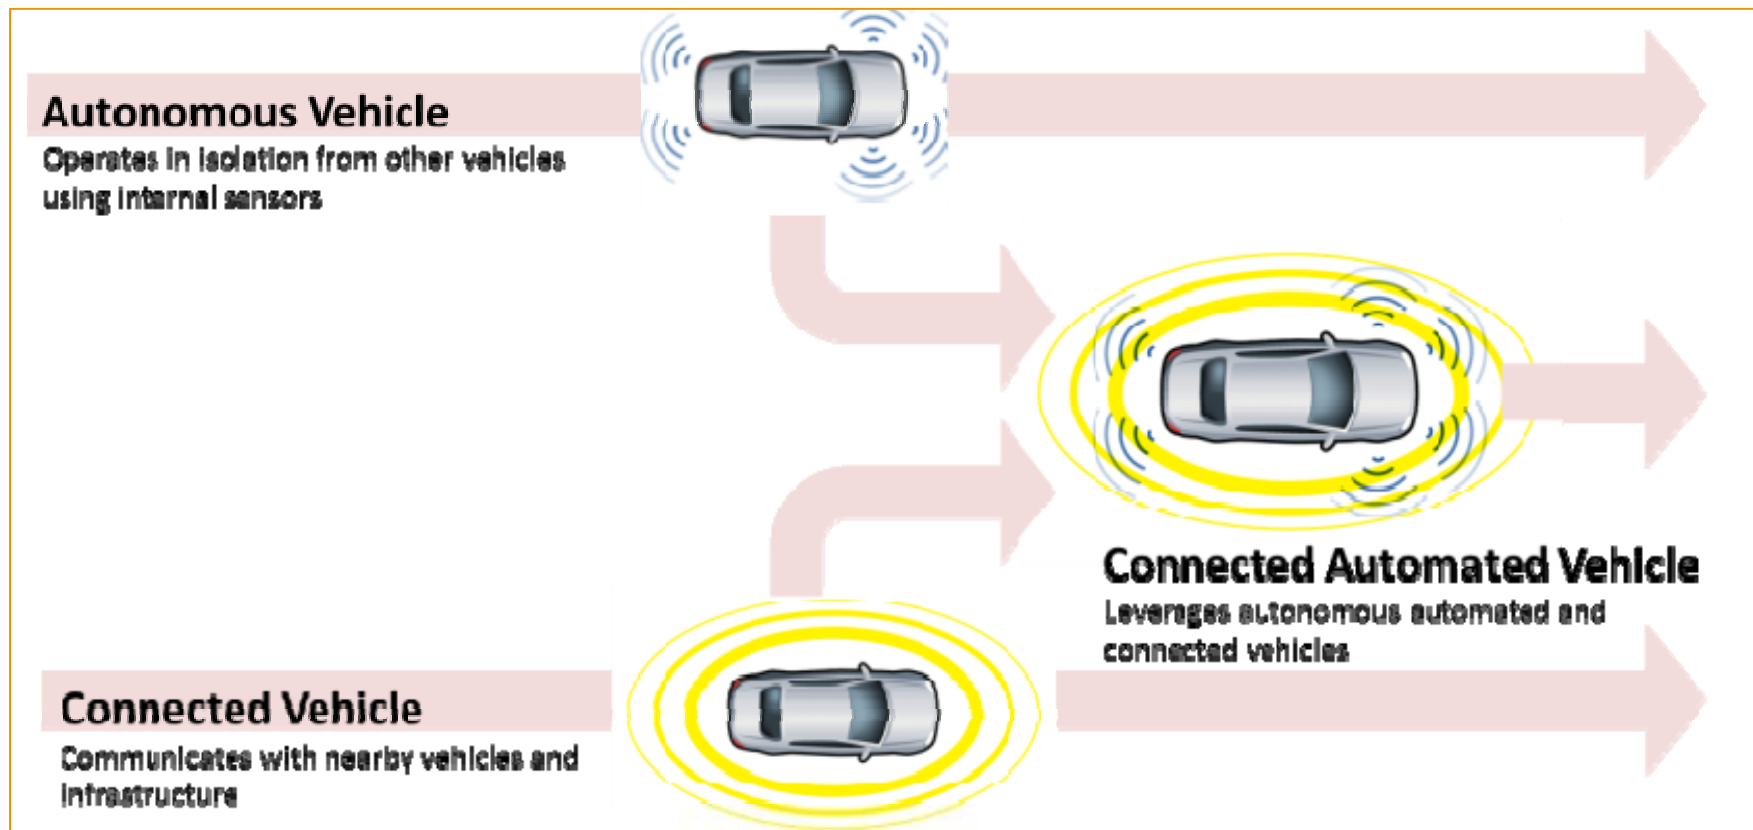 Autonomous Vehicle
Operates in isolation from other vehicles
using internal sensors
Connected Automated Vehicle
Leverages autonomous automated and
connected vehicles
Connected Vehicle
Communicates with nearby vehicles and
infrastructure